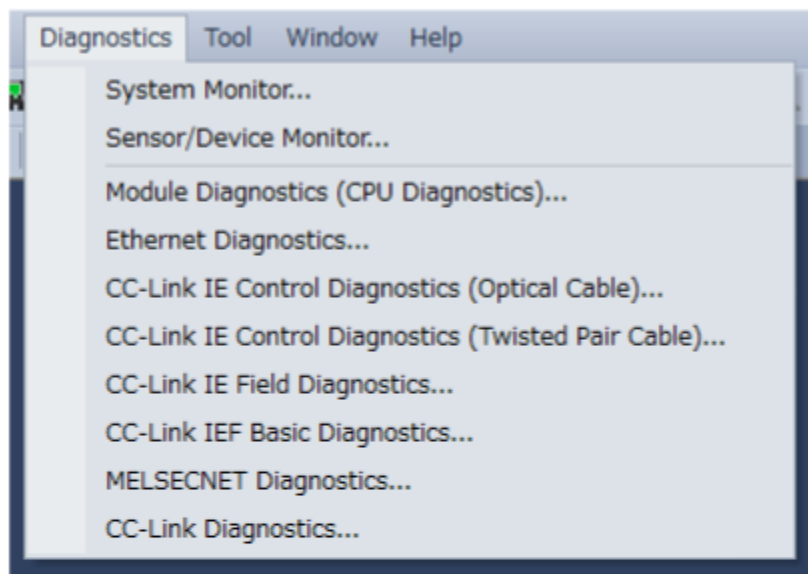 Diagnostics Tool Window Help
System Monitor...
Sensor/Device Monitor...
Module Diagnostics (CPU Diagnostics)...
Ethernet Diagnostics...
CC-Link IE Control Diagnostics (Optical Cable)...
CC-Link IE Control Diagnostics (Twisted Pair Cable)...
CC-Link IE Field Diagnostics...
CC-Link IEF Basic Diagnostics...
MELSECNET Diagnostics...
CC-Link Diagnostics...